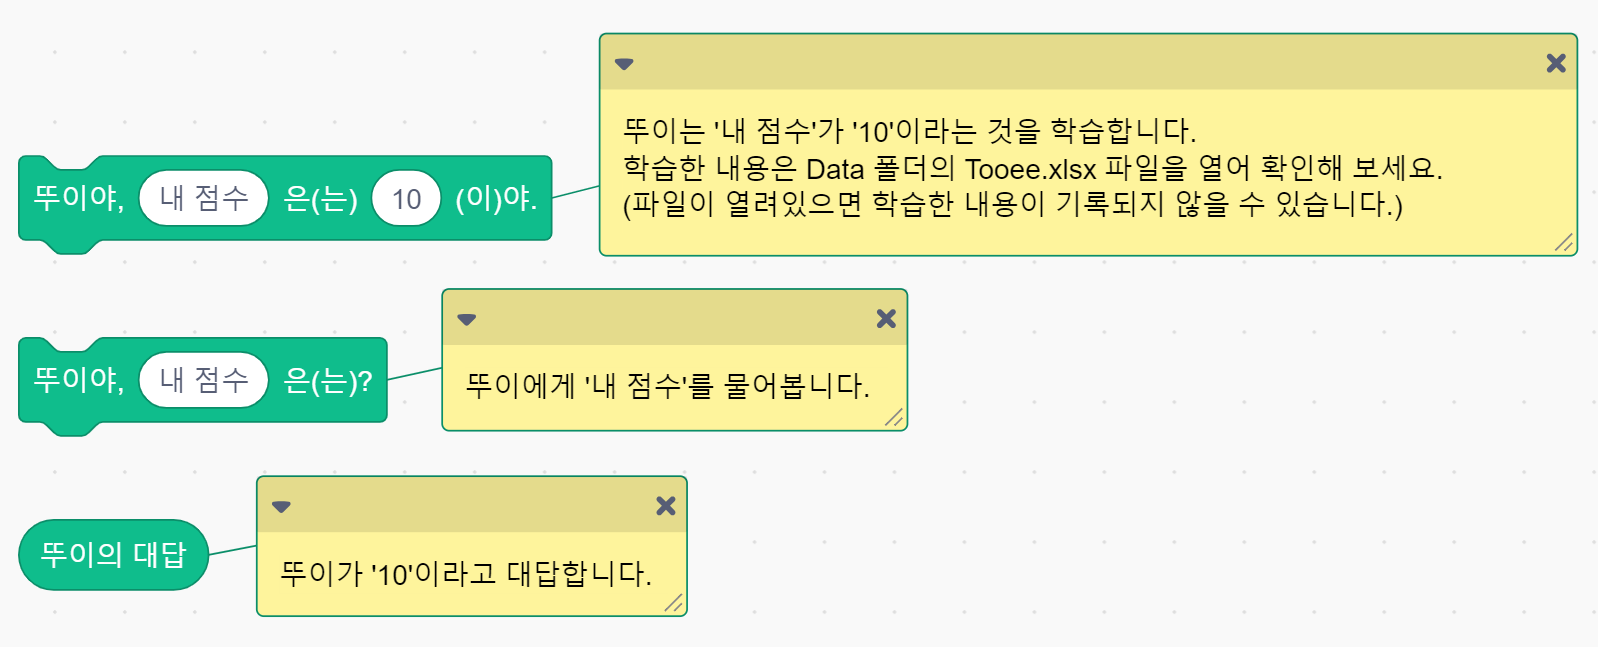 뚜이는 '내 점수'가 '10'이라는 것을 학습합니다.
학습한 내용은 Data 폴더의 Tooee.xlsx 파일을 열어 확인해 보세요.
(파일이 열려있으면 학습한 내용이 기록되지 않을 수 있습니다.)
뚜이야, 내 점수 은(는) 10 (이)야.
뚜이야, 내 점수 은(는)?
뚜이에게 '내 점수'를 물어봅니다.
뚜이의 대답
뚜이가 '10'이라고 대답합니다.